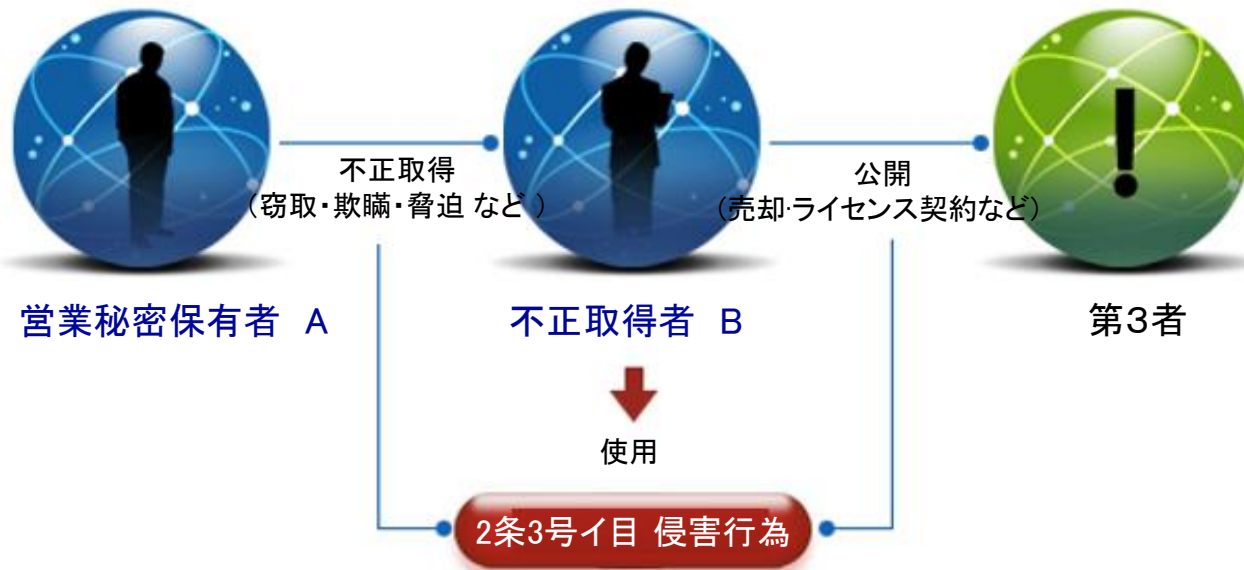 不正取得
(窃取・欺瞞・脅迫 など )
公開
(売却·ライセンス契約など)
営業秘密保有者 A
不正取得者 B
第3者
使用
2条3号イ目 侵害行為